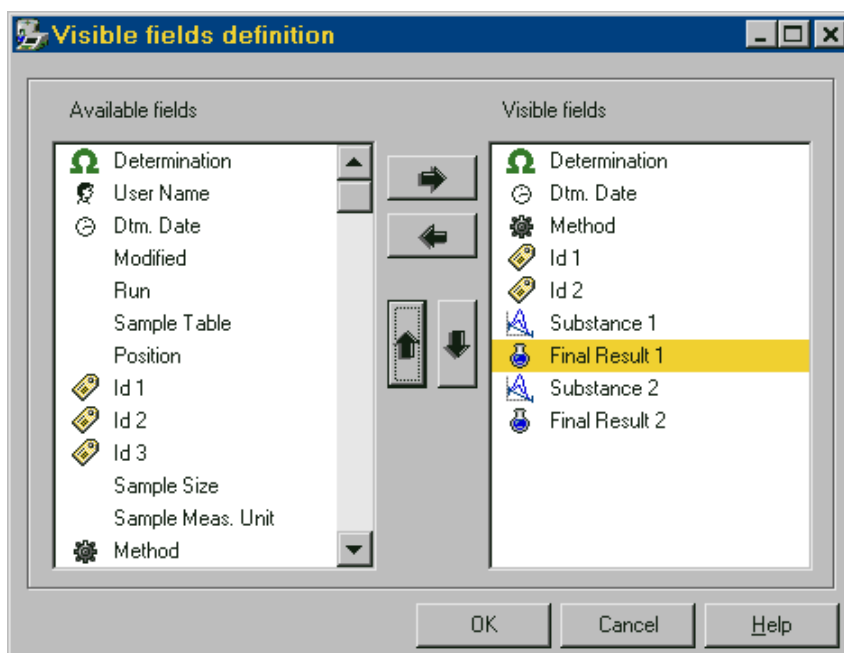 Visible fields definition
Available fields
Determination
User Name
Dtm. Date
Modified
Run
Sample Table
Position
Id 1
Id 2
Id 3
Sample Size
Sample Meas. Unit
Method
Visible fields
Determination
Dtm. Date
Method
Id 1
Id 2
Substance 1
Final Result 1
Substance 2
Final Result 2
OK
Cancel
Help